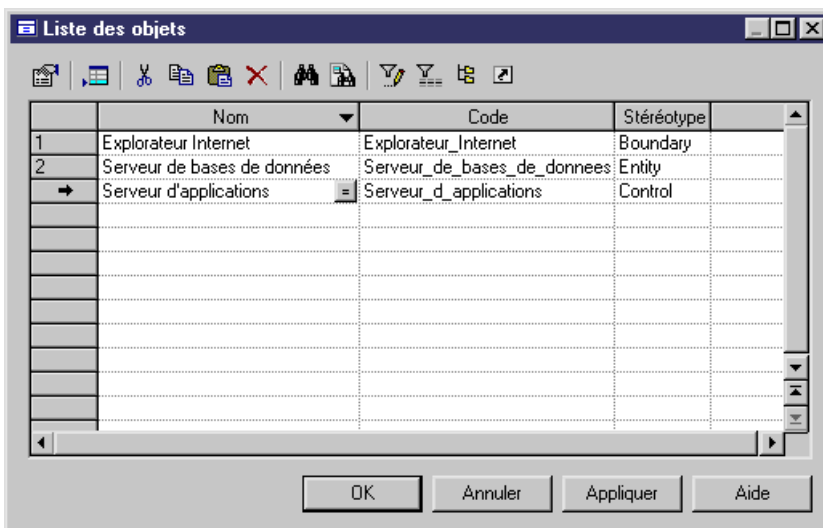 Liste des objets
Nom Code Stéréotype
1 Explorateur Internet Explorateur_Internet Boundary
2 Serveur de bases de données Serveur_de_bases_de_donnees Entity
Serveur d'applications = Serveur_d_applications Control
OK Annuler Appliquer Aide